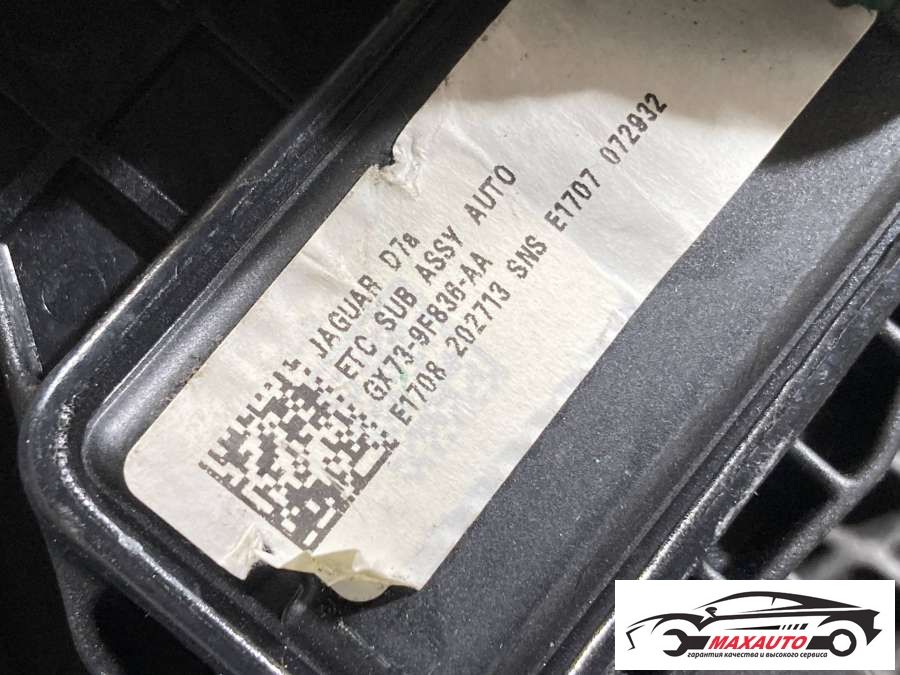 JAGUAR D7a
ETC SUB ASSY AUTO
GX73-9F836-AA
E1708 202713 SNS E1707 072932
MAXAUTO
гарантия качества и высокого сервиса